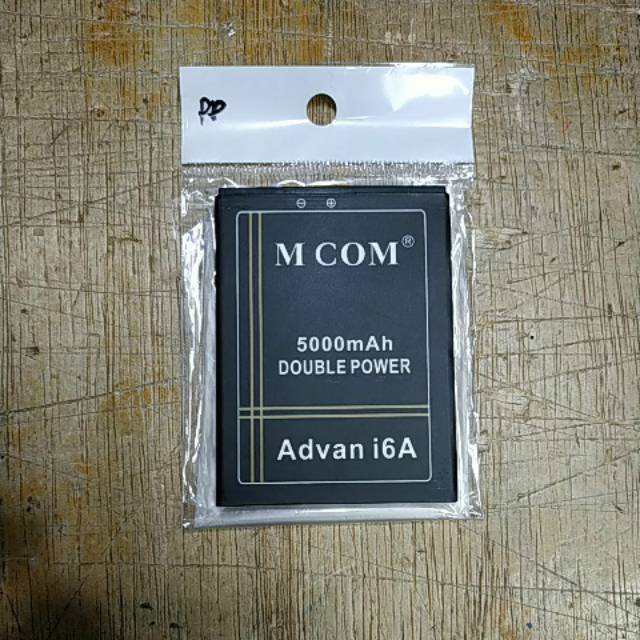 M COM®
5000mAh
DOUBLE POWER
Advan i6A